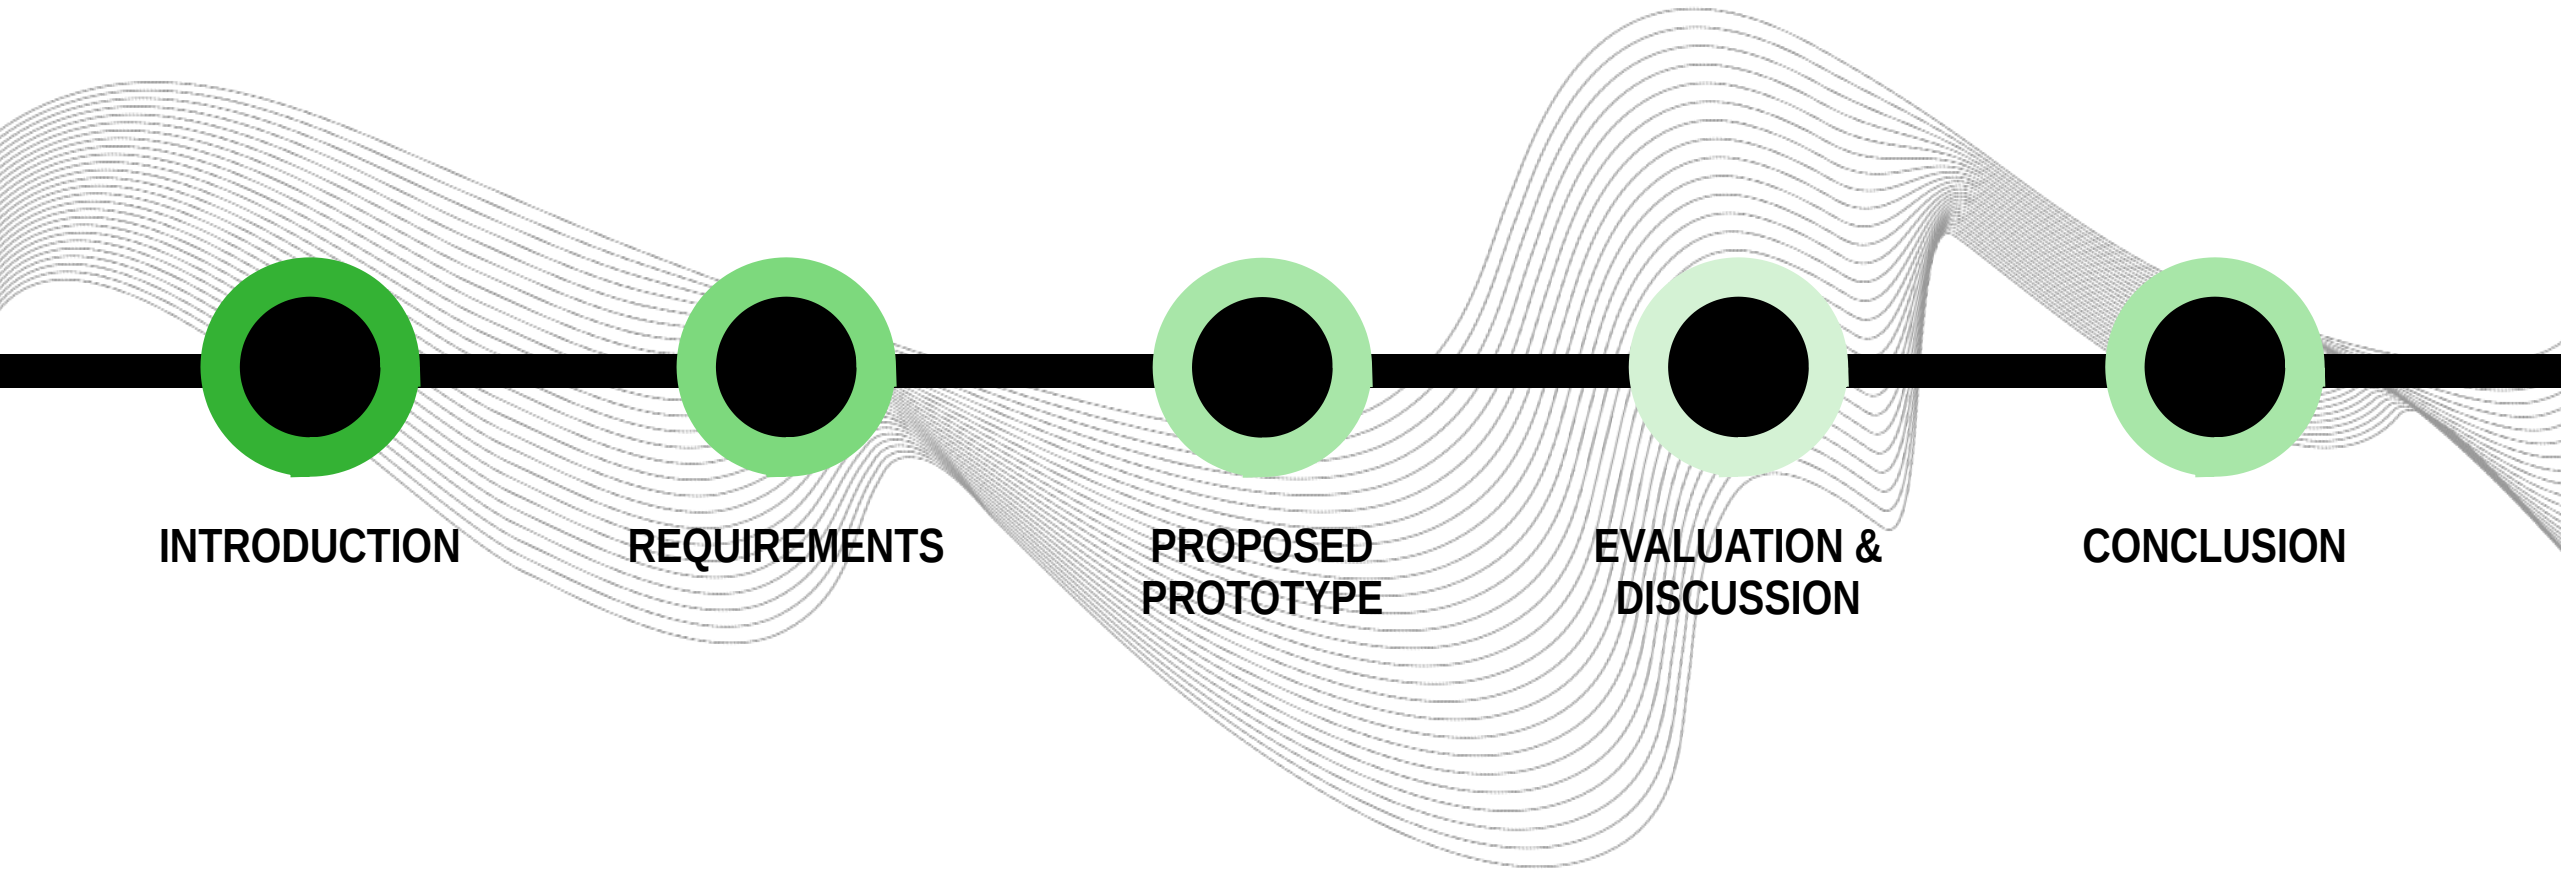 INTRODUCTION
REQUIREMENTS
PROPOSED
PROTOTYPE
EVALUATION &
DISCUSSION
CONCLUSION